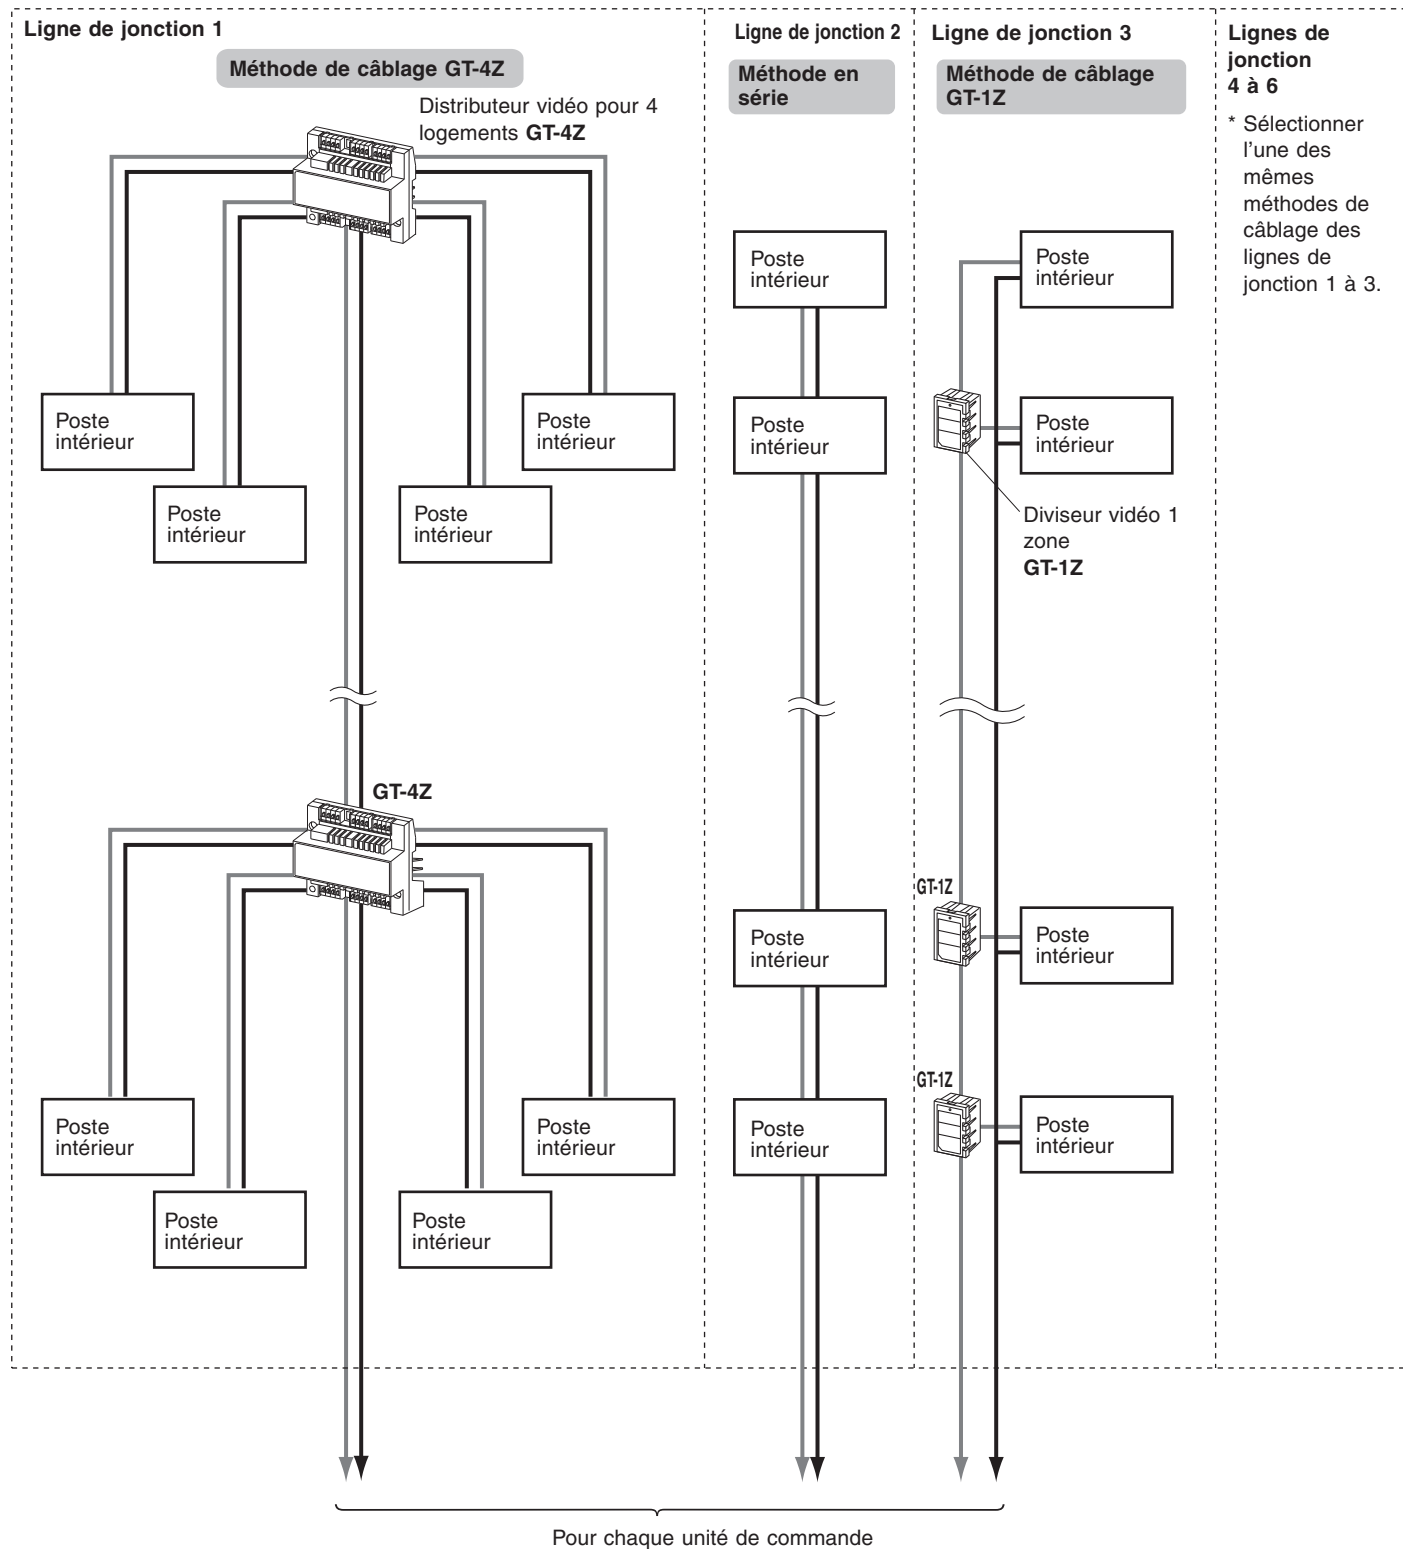 Ligne de jonction 1
Méthode de câblage GT-4Z
Distributeur vidéo pour 4
logements GT-4Z
Poste
intérieur
Poste
intérieur
Poste
intérieur
Poste
intérieur
GT-4Z
Poste
intérieur
Poste
intérieur
Poste
intérieur
Poste
intérieur
Ligne de jonction 2
Méthode en
série
Poste
intérieur
Poste
intérieur
Poste
intérieur
Poste
intérieur
Ligne de jonction 3
Méthode de câblage
GT-1Z
Poste
intérieur
Poste
intérieur
Diviseur vidéo 1
zone
GT-1Z
GT-1Z
Poste
intérieur
GT-1Z
Poste
intérieur
Lignes de
jonction
4 à 6
* Sélectionner
l'une des
mêmes
méthodes de
câblage des
lignes de
jonction 1 à 3.
Pour chaque unité de commande